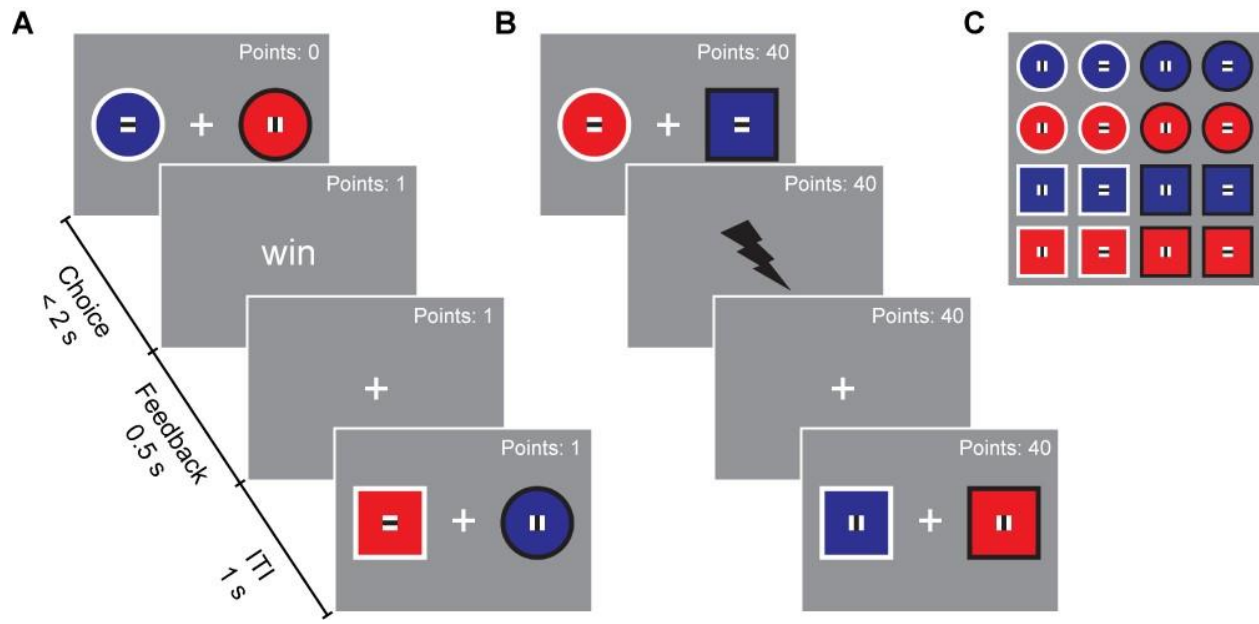 A
B
C
Points: 0
Points: 1
win
Points: 1
Points: 1
Choice
< 2 s
Feedback
0.5 s
ITI
1 s
Points: 40
Points: 40
Points: 40
Points: 40